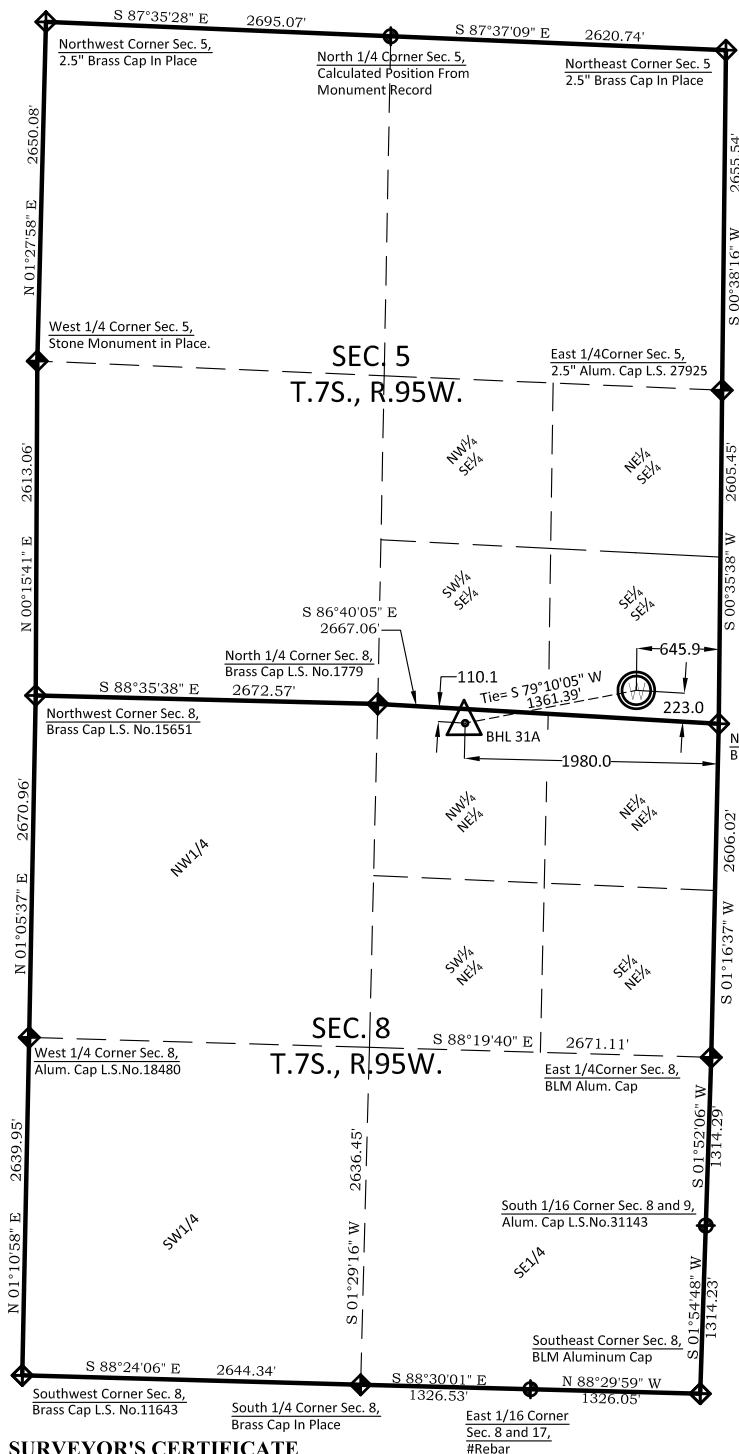 S 87°35'28" E 2695.07'
S 87°37'09" E 2620.74'
Northwest Corner Sec. 5,
2.5" Brass Cap In Place
North 1/4 Corner Sec. 5,
Calculated Position From
Monument Record
Northeast Corner Sec. 5
2.5" Brass Cap In Place
N 01°27'58" E 2650.08'
S 00°38'16" W 2655.54'
West 1/4 Corner Sec. 5,
Stone Monument in Place.
SEC. 5
T.7S., R.95W.
East 1/4Corner Sec. 5,
2.5" Alum. Cap L.S. 27925
NW¼
SE¼
NE¼
SE¼
N 00°15'41" E 2613.06'
S 00°35'38" W 2605.45'
SW¼
SE¼
SE¼
SE¼
S 86°40'05" E
2667.06'
645.9
North 1/4 Corner Sec. 8,
Brass Cap L.S. No.1779
110.1
Tie= S 79°10'05" W
1361.39'
S 88°35'38" E 2672.57'
223.0
Northwest Corner Sec. 8,
Brass Cap L.S. No.15651
BHL 31A
N
B
1980.0
NW¼
NE¼
NE¼
NE¼
N 01°05'37" E 2670.96'
S 01°16'37" W 2606.02'
NW1/4
SW¼
NE¼
SE¼
NE¼
SEC. 8
T.7S., R.95W.
S 88°19'40" E 2671.11'
West 1/4 Corner Sec. 8,
Alum. Cap L.S.No.18480
East 1/4Corner Sec. 8,
BLM Alum. Cap
S 01°52'06" W
1314.29'
N 01°10'58" E 2639.95'
S 01°29'16" W 2636.45'
South 1/16 Corner Sec. 8 and 9,
Alum. Cap L.S.No.31143
SW1/4
SE1/4
S 01°54'48" W
1314.23'
Southeast Corner Sec. 8,
BLM Aluminum Cap
S 88°24'06" E 2644.34'
S 88°30'01" E
1326.53'
N 88°29'59" W
1326.05'
Southwest Corner Sec. 8,
Brass Cap L.S. No.11643
South 1/4 Corner Sec. 8,
Brass Cap In Place
East 1/16 Corner
Sec. 8 and 17,
#Rebar
SURVEYOR'S CERTIFICATE